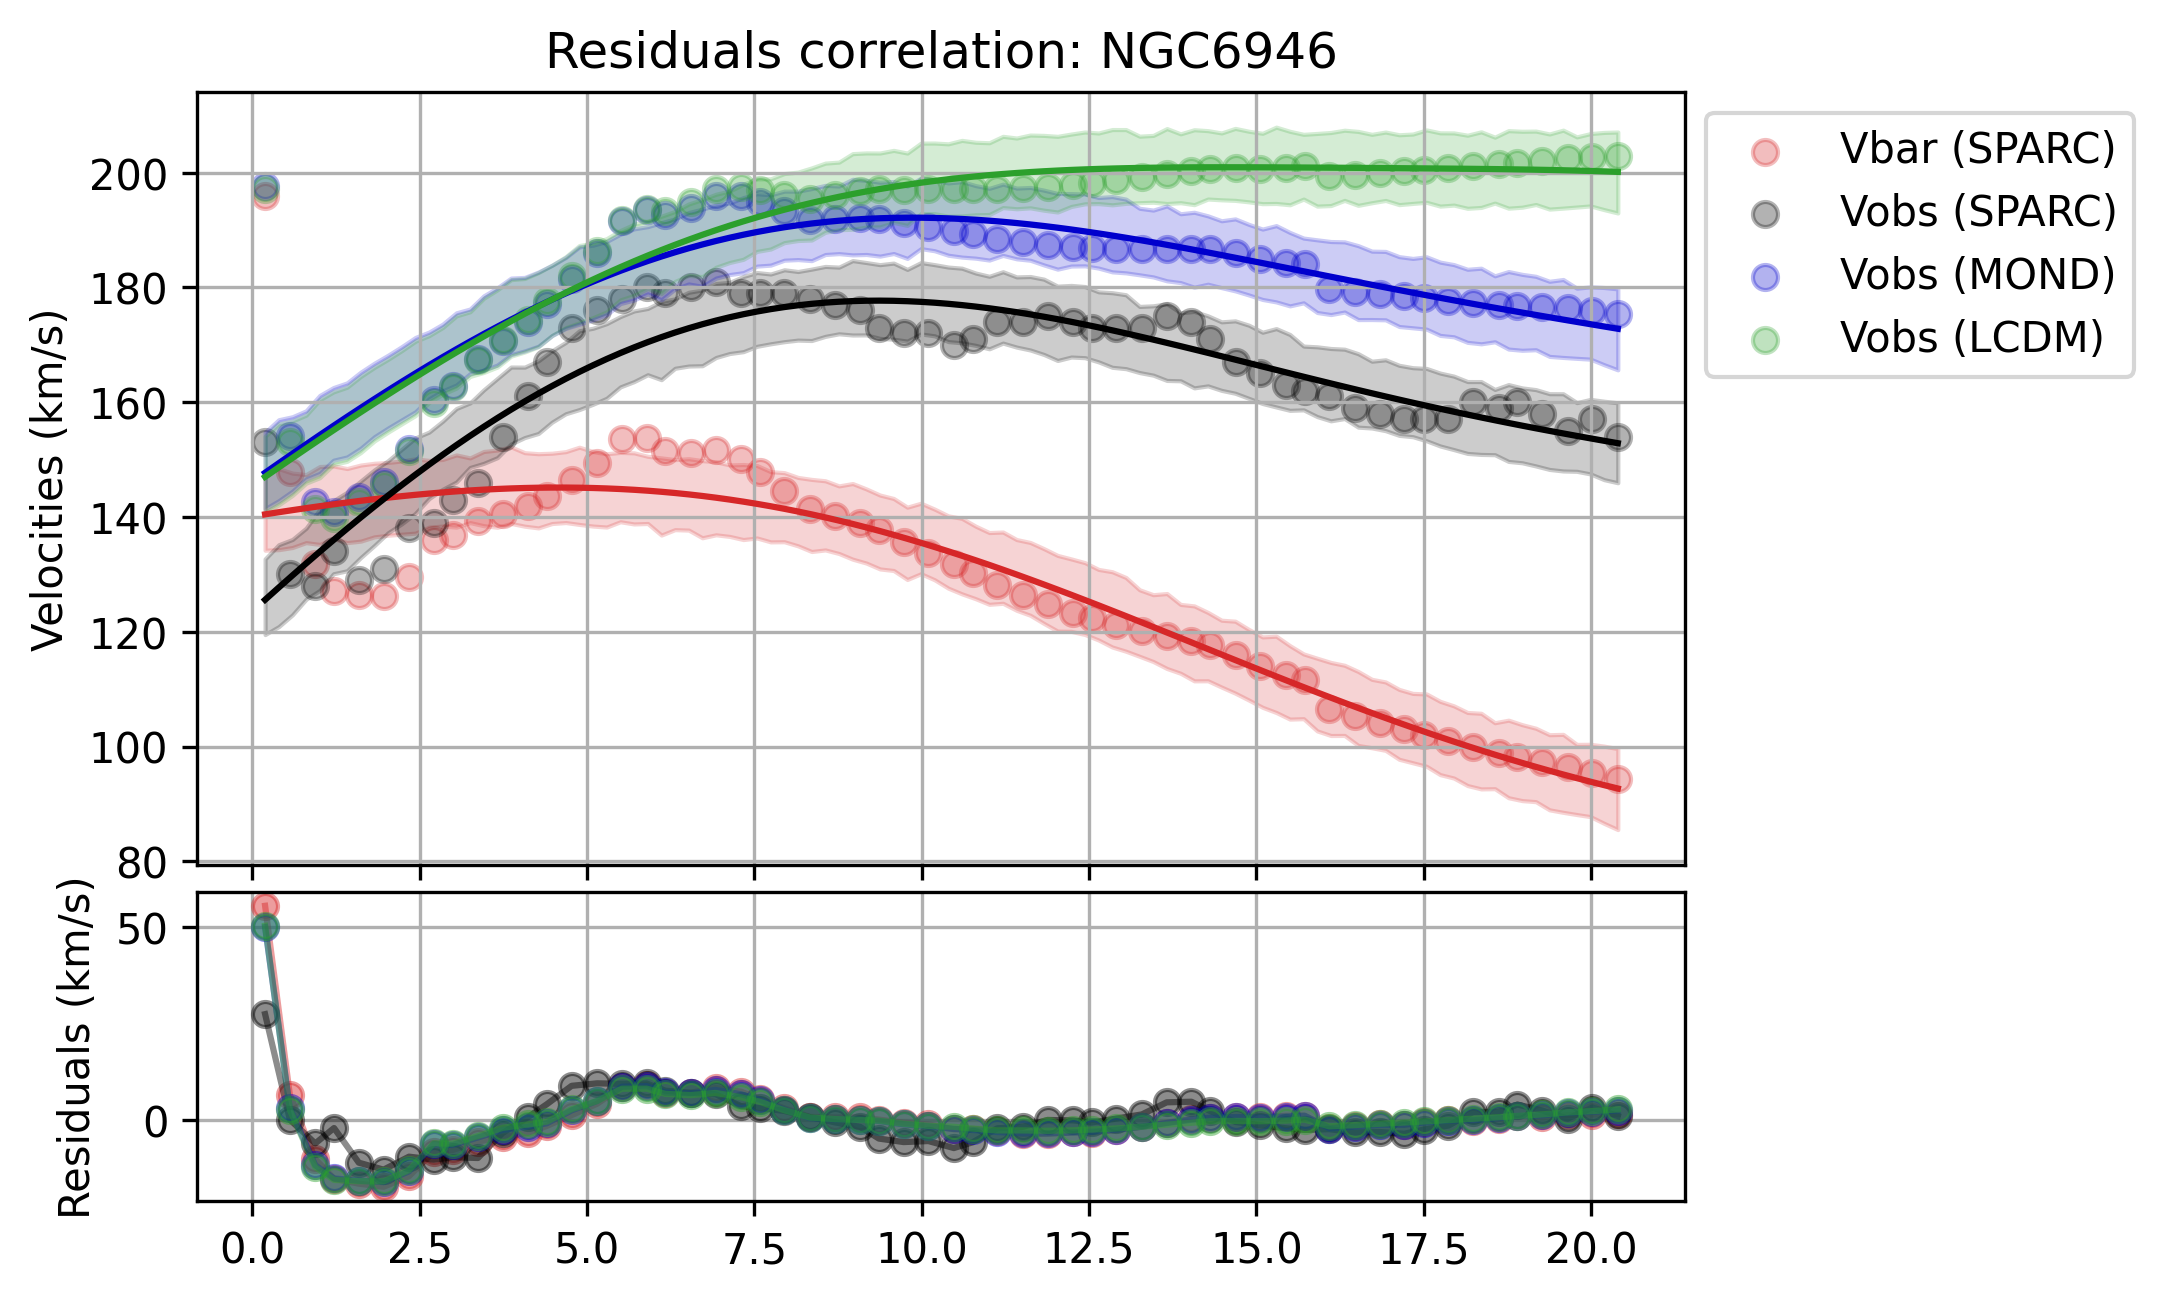 Residuals correlation: NGC6946
Velocities (km/s)
200
180
160
140
120
100
80
Vbar (SPARC)
Vobs (SPARC)
Vobs (MOND)
Vobs (LCDM)
Residuals (km/s)
50
0
0.0 2.5 5.0 7.5 10.0 12.5 15.0 17.5 20.0